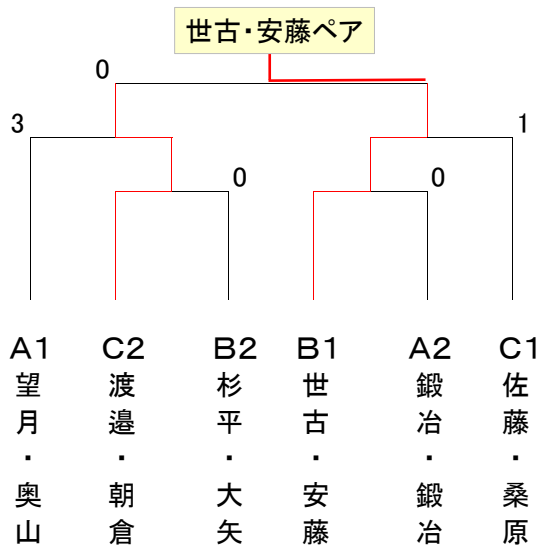 世古・安藤ペア
0
3
1
0
0
A1
望月・奥山
C2
渡邉・朝倉
B2
杉平・大矢
B1
世古・安藤
A2
鍛冶・鍛冶
C1
佐藤・桑原